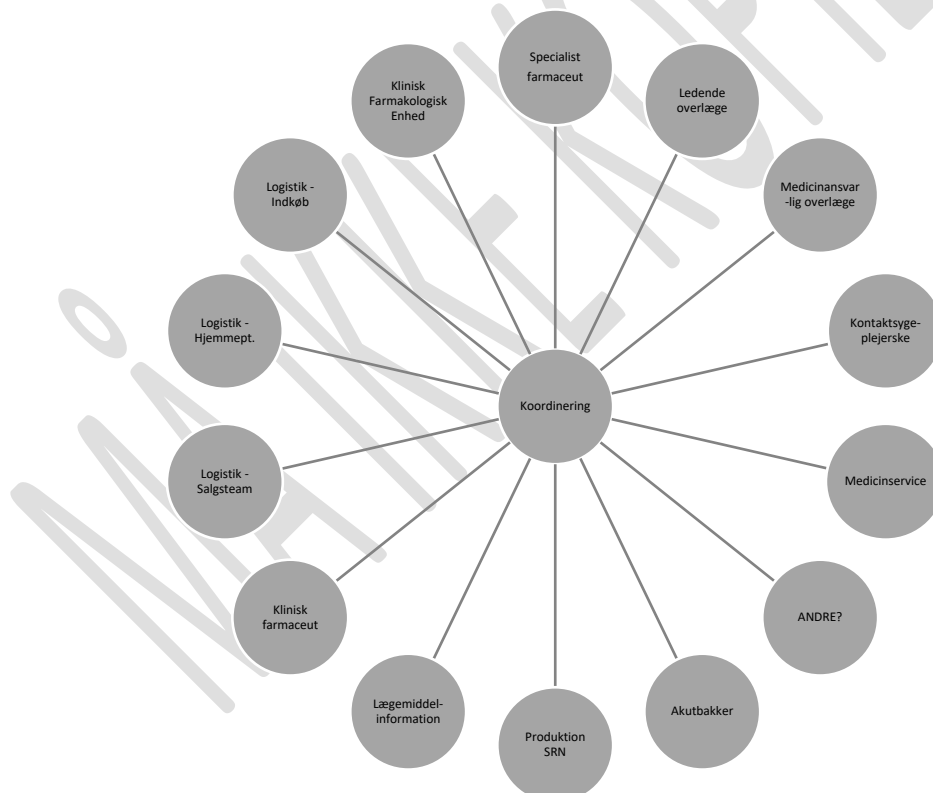 Specialist
farmaceut
Ledende
overlæge
Medicinansvar
-lig overlæge
Kontaktsyge-
plejerske
Medicinservice
ANDRE?
Akutbakker
Produktion
SRN
Lægemiddel-
information
Klinisk
farmaceut
Logistik -
Salgsteam
Logistik -
Hjemmept.
Logistik -
Indkøb
Klinisk
Farmakologisk
Enhed
Koordinering